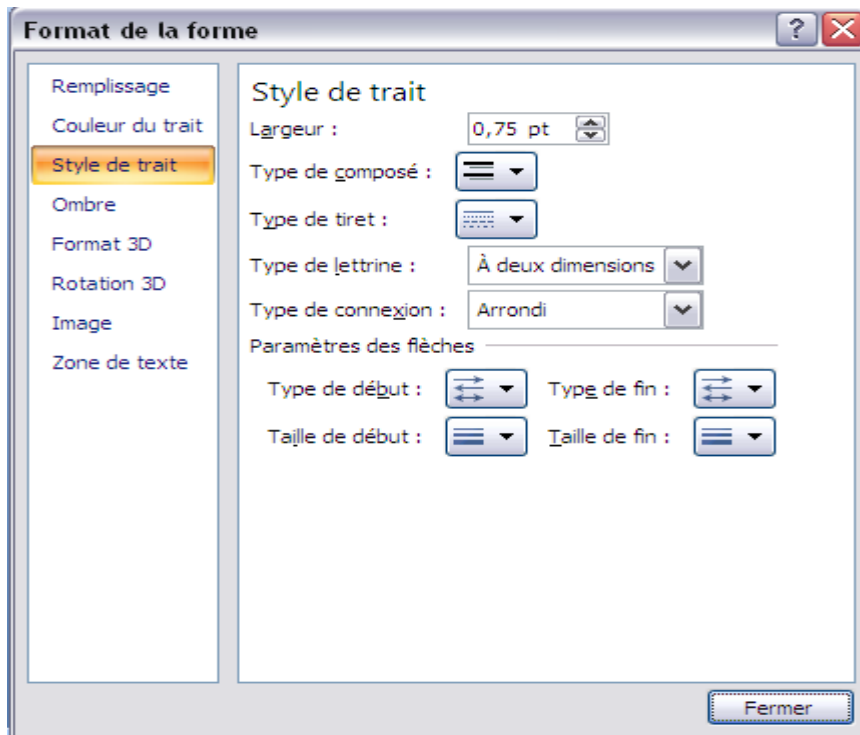 Format de la forme
Remplissage
Couleur du trait
Style de trait
Ombre
Format 3D
Rotation 3D
Image
Zone de texte
Style de trait
Largeur : 0,75 pt
Type de composé :
Type de tiret :
Type de lettrine : À deux dimensions
Type de connexion : Arrondi
Paramètres des flèches
Type de début : Type de fin :
Taille de début : Taille de fin :
Fermer